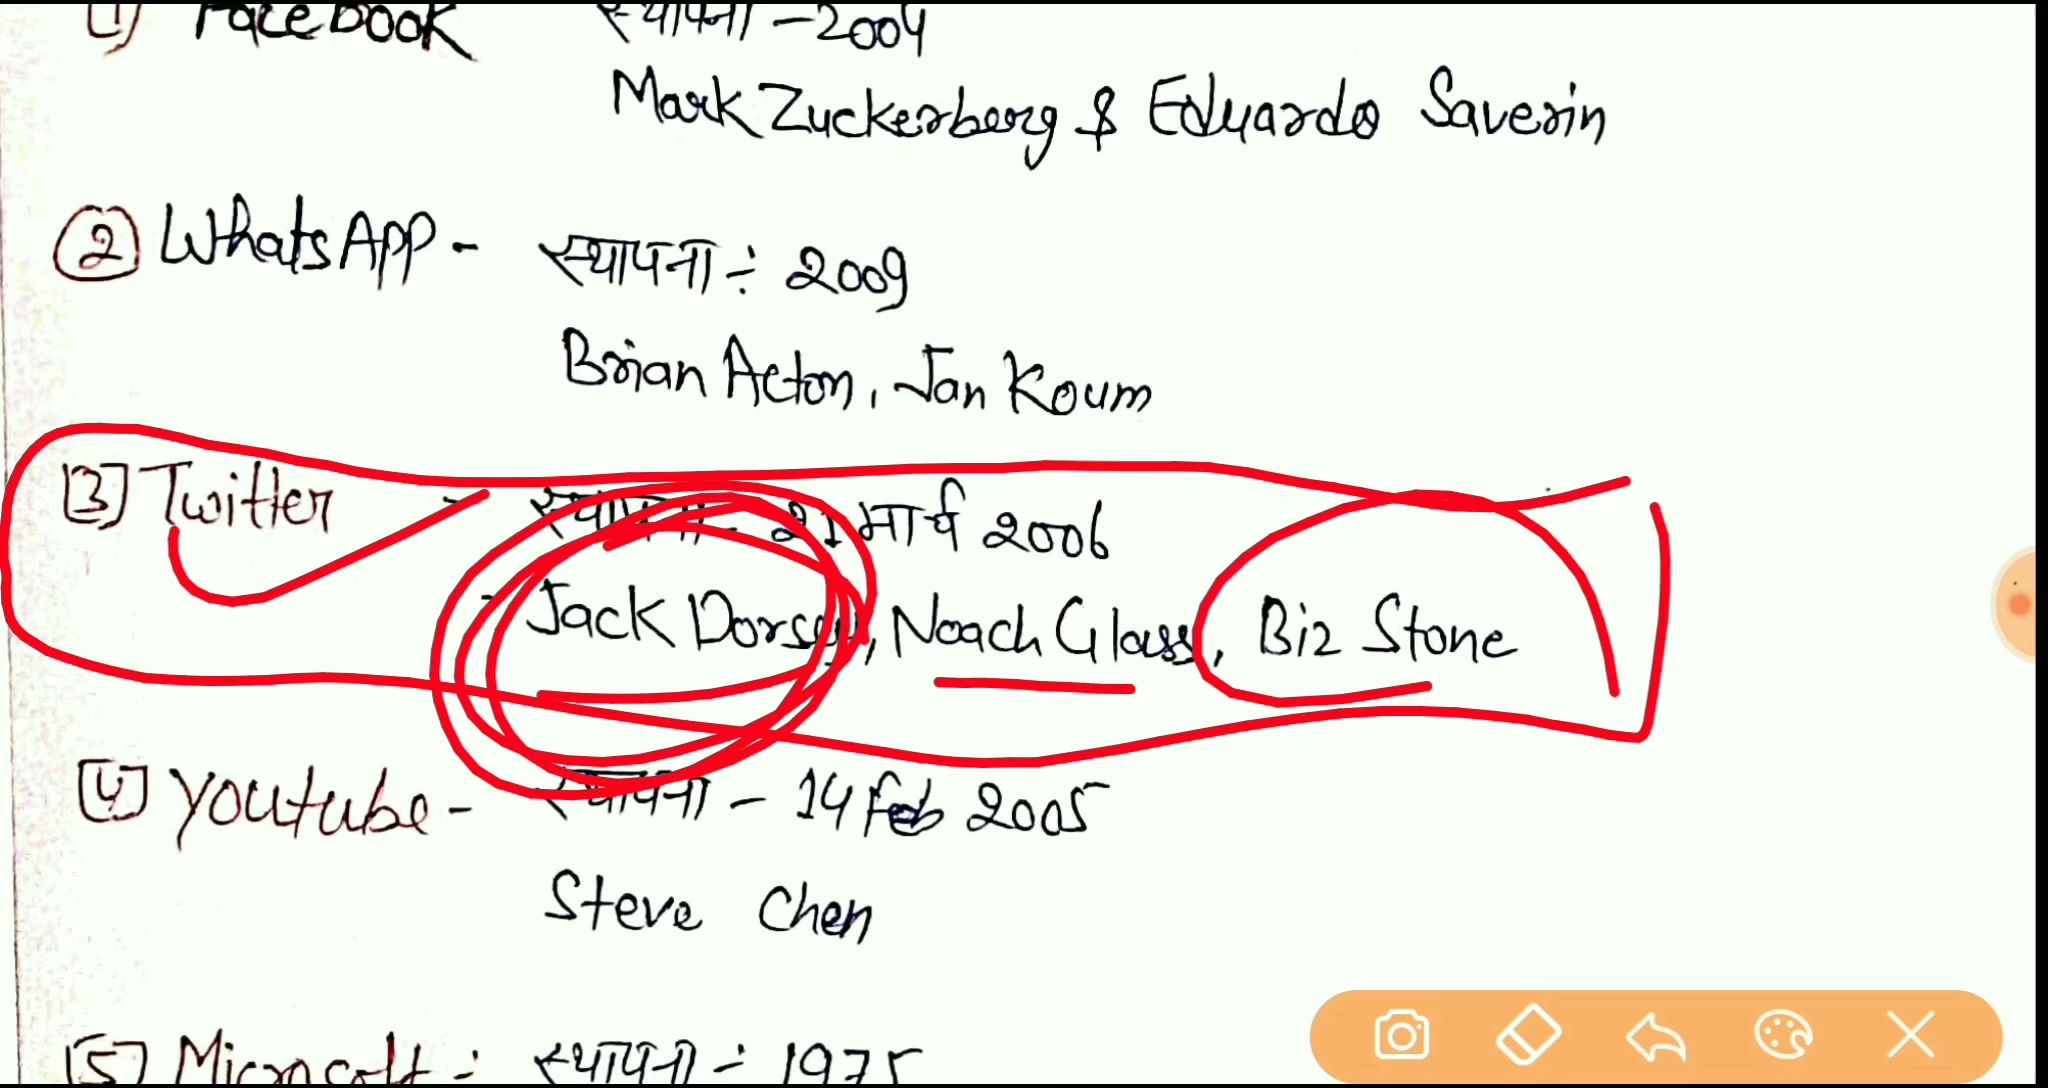 (1) Facebook स्थापना - 2004
Mark Zuckerberg & Eduardo Saverin
(2) WhatsApp - स्थापना ÷ 2009
Brian Acton, Jan Koum
[3] Twitter - स्थापना - 21 मार्च 2006
- Jack Dorsey, Noach Glass, Biz Stone
[4] Youtube - स्थापना - 14 Feb 2005
Steve Chen
[5] Microsoft ÷ स्थापना ÷ 1975